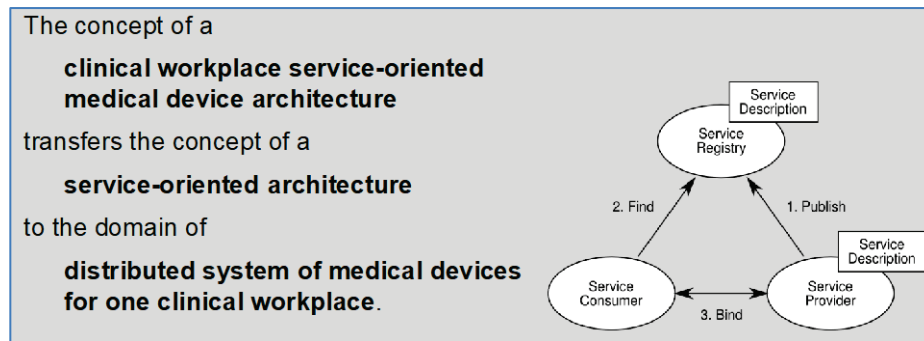 The concept of a
clinical workplace service-oriented
medical device architecture
transfers the concept of a
service-oriented architecture
to the domain of
distributed system of medical devices
for one clinical workplace.
Service
Description
Service
Registry
2. Find
1. Publish
Service
Description
Service
Consumer
3. Bind
Service
Provider